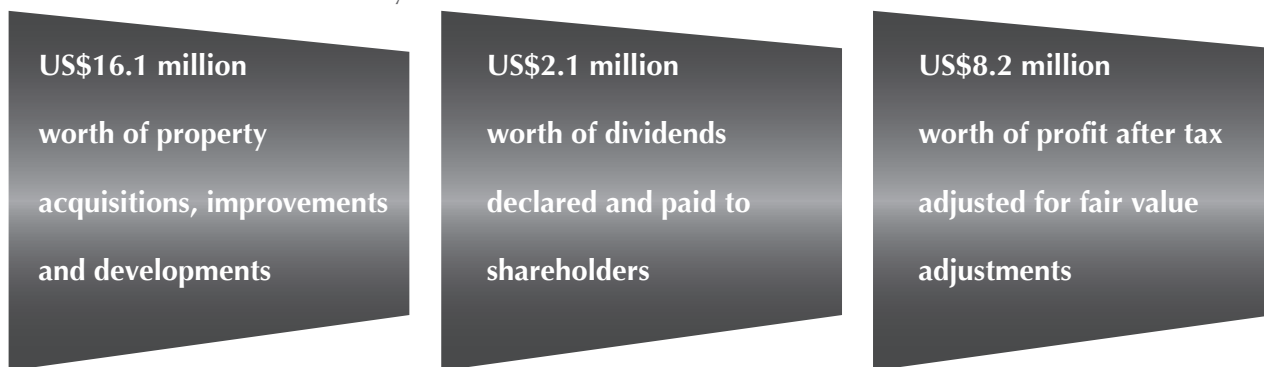 US$16.1 million
worth of property
acquisitions, improvements
and developments
US$2.1 million
worth of dividends
declared and paid to
shareholders
US$8.2 million
worth of profit after tax
adjusted for fair value
adjustments